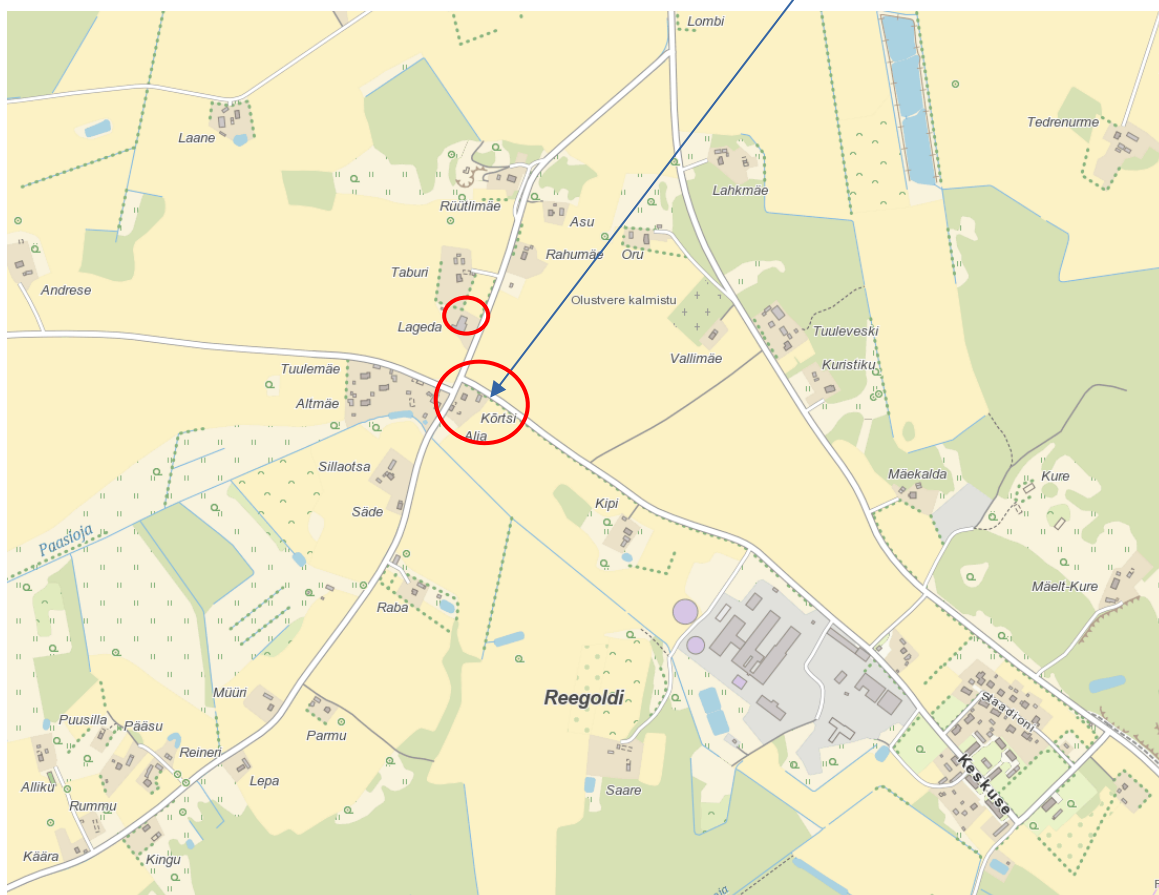 Lombi
Laane
Tedrenurme
Lahkmäe
Rüütlimäe
Asu
Rahumäe
Oru
Taburi
Andrese
Olustvere kalmistu
Lageda
Tuuleveski
Vallimäe
Kuristiku
Tuulemäe
Altmäe
Kõrtsi
Alia
Sillaotsa
Mäekalda
Kure
Säde
Kipi
Paasioja
Mäelt-Kure
Raba
Müüri
Reegoldi
Staadioni
Puusilla
Pääsu
Parmu
Reineri
Lepa
Keskuse
Alliku
Saare
Rummu
Käära
Kingu